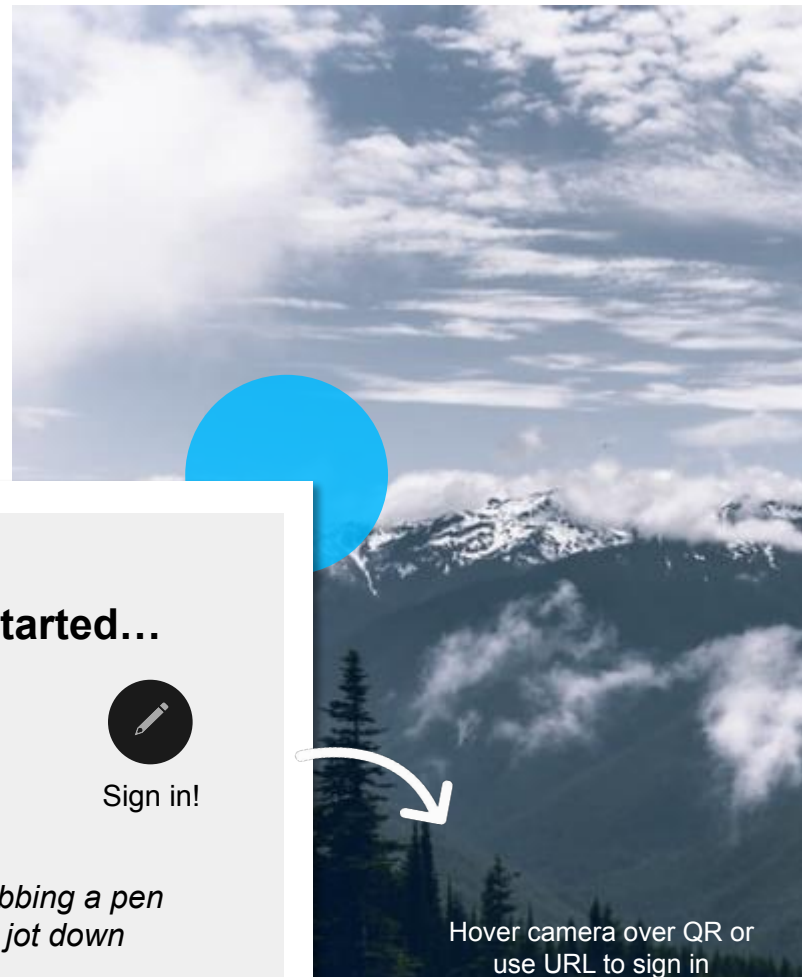 tarted…
Sign in!
bbing a pen
jot down
Hover camera over QR or
use URL to sign in